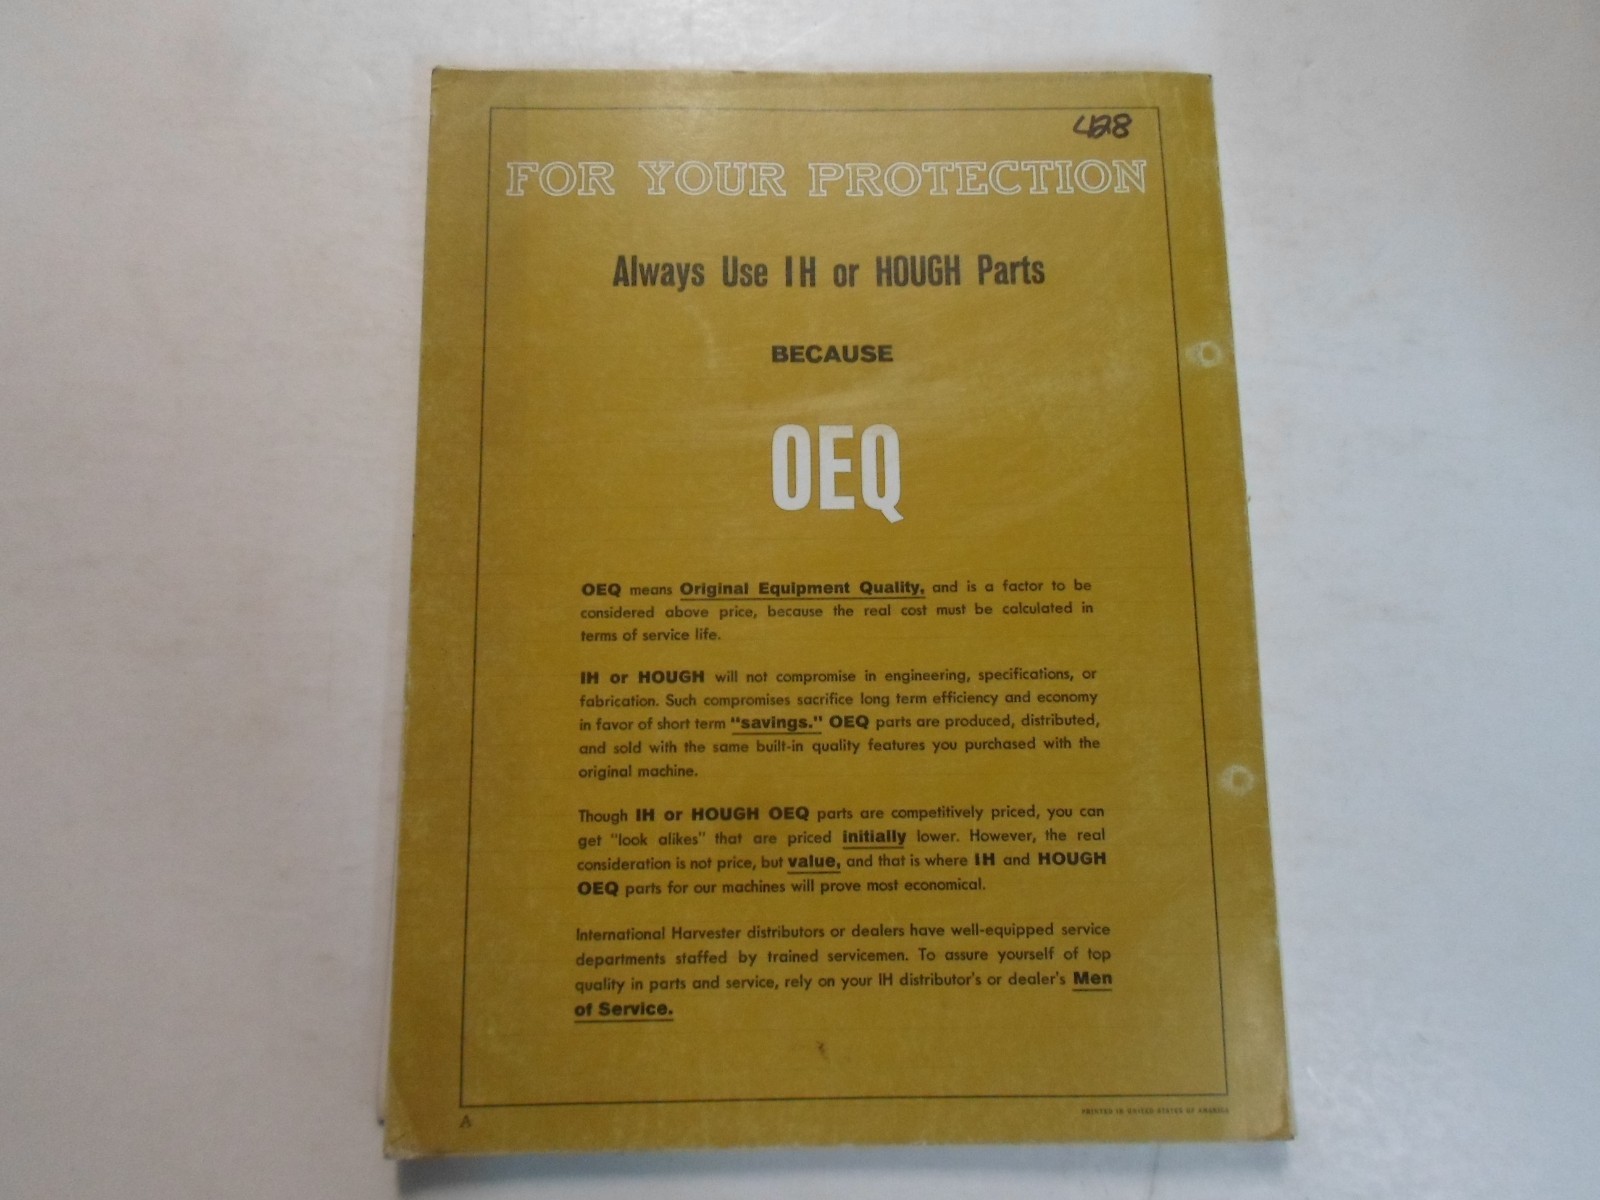 428
FOR YOUR PROTECTION
Always Use IH or HOUGH Parts
BECAUSE
OEQ
OEQ means Original Equipment Quality, and is a factor to be
considered above price, because the real cost must be calculated in
terms of service life.
IH or HOUGH will not compromise in engineering, specifications, or
fabrication. Such compromises sacrifice long term efficiency and economy
in favor of short term "savings." OEQ parts are produced, distributed,
and sold with the same built-in quality features you purchased with the
original machine.
Though IH or HOUGH OEQ parts are competitively priced, you can
get "look alikes" that are priced initially lower. However, the real
consideration is not price, but value, and that is where IH and HOUGH
OEQ parts for our machines will prove most economical.
International Harvester distributors or dealers have well-equipped service
departments staffed by trained servicemen. To assure yourself of top
quality in parts and service, rely on your IH distributor's or dealer's Men
of Service.
PRINTED IN UNITED STATES OF AMERICA
A